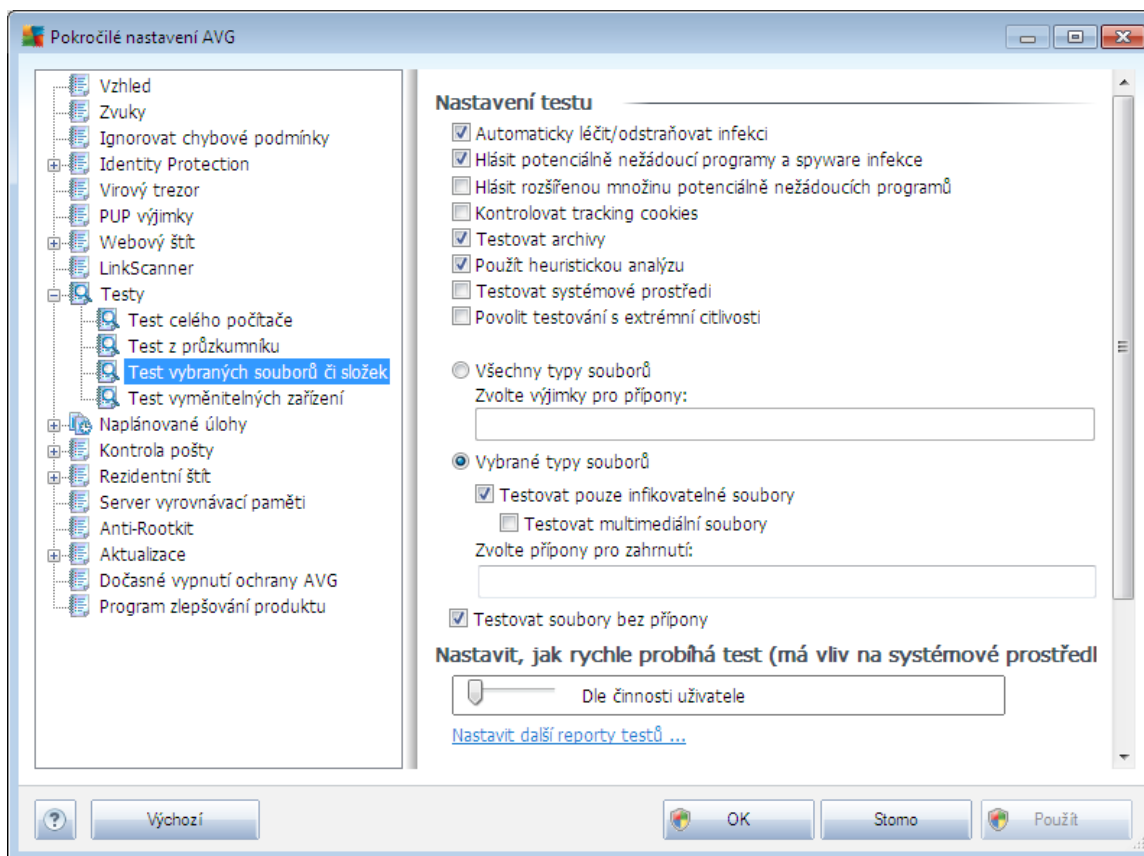 Pokročilé nastavení AVG
Vzhled
Zvuky
Ignorovat chybové podmínky
Identity Protection
Virový trezor
PUP výjimky
Webový štít
LinkScanner
Testy
Test celého počítače
Test z průzkumníku
Test vybraných souborů či složek
Test vyměnitelných zařízení
Naplánované úlohy
Kontrola pošty
Rezidentní štít
Server vyrovnávací paměti
Anti-Rootkit
Aktualizace
Dočasné vypnutí ochrany AVG
Program zlepšování produktu
Nastavení testu
Automaticky léčit/odstraňovat infekci
Hlásit potenciálně nežádoucí programy a spyware infekce
Hlásit rozšířenou množinu potenciálně nežádoucích programů
Kontrolovat tracking cookies
Testovat archivy
Použít heuristickou analýzu
Testovat systémové prostředi
Povolit testování s extrémní citlivosti
Všechny typy souborů
Zvolte výjimky pro přípony:
Vybrané typy souborů
Testovat pouze infikovatelné soubory
Testovat multimediální soubory
Zvolte přípony pro zahrnutí:
Testovat soubory bez přípony
Nastavit, jak rychle probíhá test (má vliv na systémové prostředl
Dle činnosti uživatele
Nastavit další reporty testů ...
? Výchozí OK Stomo Použít